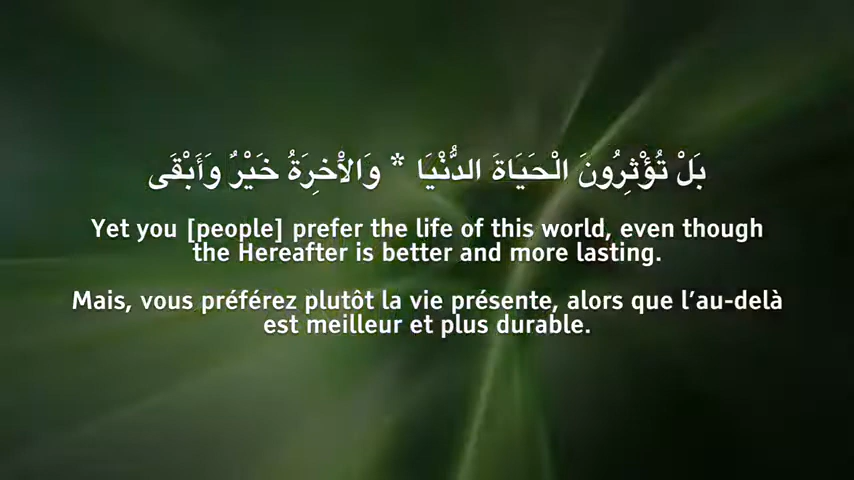 بَلْ تُؤْثِرُونَ الْحَيَاةَ الدُّنْيَا * وَالْآخِرَةُ خَيْرٌ وَأَبْقَى
Yet you [people] prefer the life of this world, even though
the Hereafter is better and more lasting.
Mais, vous préférez plutôt la vie présente, alors que l’au-delà
est meilleur et plus durable.